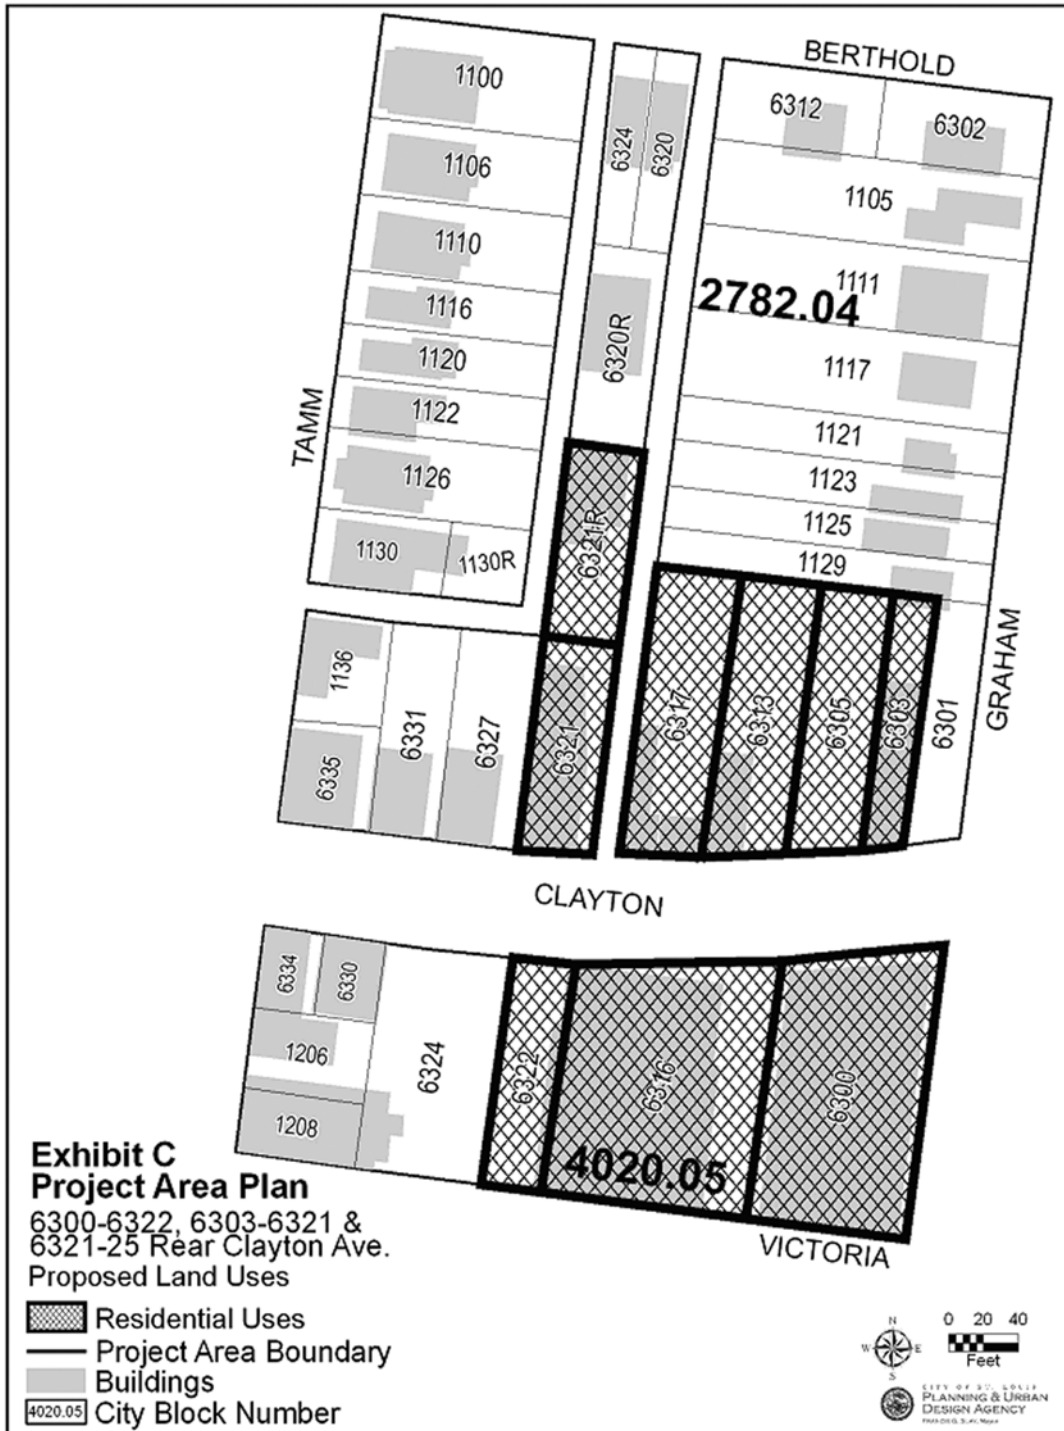 BERTHOLD
1100
6312
6302
6324
6320
1106
1105
1110
1111
2782.04
1116
6320R
1120
1117
TAMM
1122
1121
1126
1123
6321R
1125
1130
1130R
1129
GRAHAM
1136
6331
6327
6321
6317
6313
6305
6303
6301
6335
CLAYTON
6334
6330
1206
6324
6322
6316
6300
1208
4020.05
VICTORIA
Exhibit C
Project Area Plan
6300-6322, 6303-6321 &
6321-25 Rear Clayton Ave.
Proposed Land Uses
Residential Uses
Project Area Boundary
Buildings
4020.05 City Block Number
N
W E
S
0 20 40
Feet
CITY OF ST. LOUIS
PLANNING & URBAN
DESIGN AGENCY